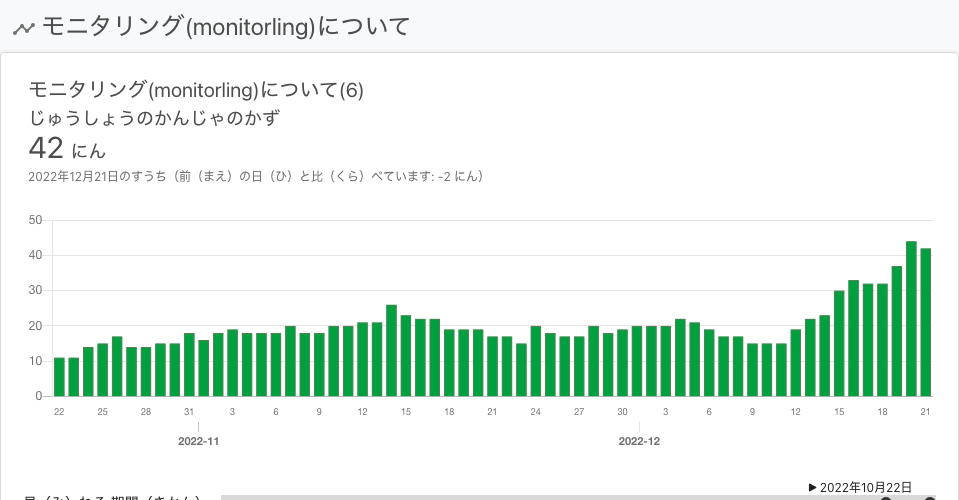 モニタリング(monitorling)について
モニタリング(monitorling)について(6)
じゅうしょうのかんじゃのかず
42 にん
2022年12月21日のすうち（前（まえ）の日（ひ）と比（くら）べています: -2 にん）
50
40
30
20
10
0
22 25 28 31 3 6 9 12 15 18 21 24 27 30 3 6 9 12 15 18 21
2022-11 2022-12
▶ 2022年10月22日